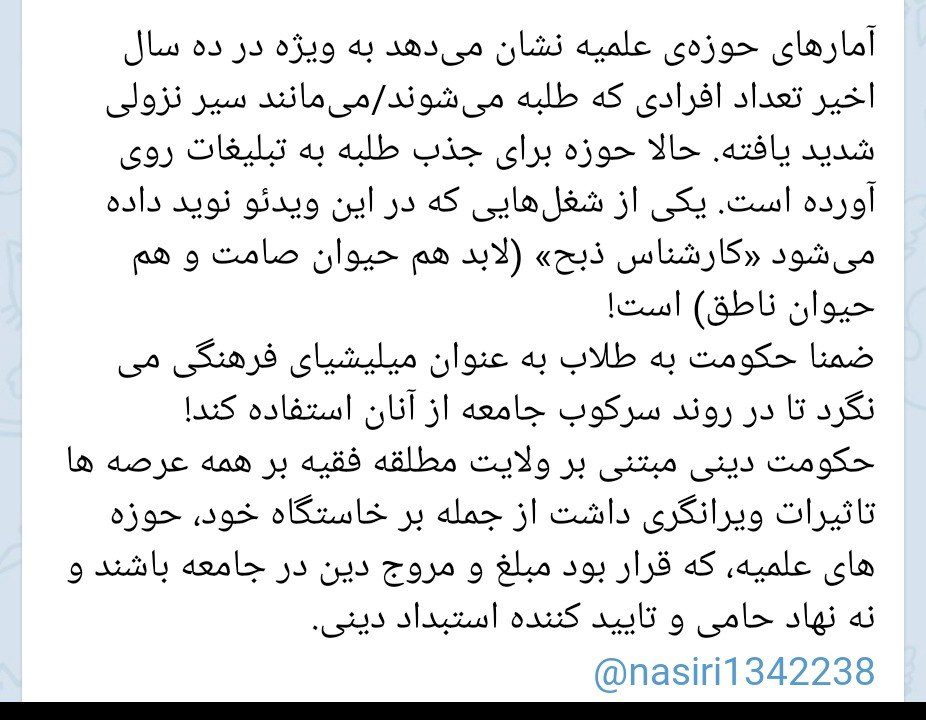 آمارهای حوزه‌ی علمیه نشان می‌دهد به ویژه در ده سال
اخیر تعداد افرادی که طلبه می‌شوند/می‌مانند سیر نزولی
شدید یافته. حالا حوزه برای جذب طلبه به تبلیغات روی
آورده است. یکی از شغل‌هایی که در این ویدئو نوید داده
می‌شود «کارشناس ذبح» (لابد هم حیوان صامت و هم
حیوان ناطق) است!
ضمنا حکومت به طلاب به عنوان میلیشیای فرهنگی می
نگرد تا در روند سرکوب جامعه از آنان استفاده کند!
حکومت دینی مبتنی بر ولایت مطلقه فقیه بر همه عرصه ها
تاثیرات ویرانگری داشت از جمله بر خاستگاه خود، حوزه
های علمیه، که قرار بود مبلغ و مروج دین در جامعه باشند و
نه نهاد حامی و تایید کننده استبداد دینی.
@nasiri1342238